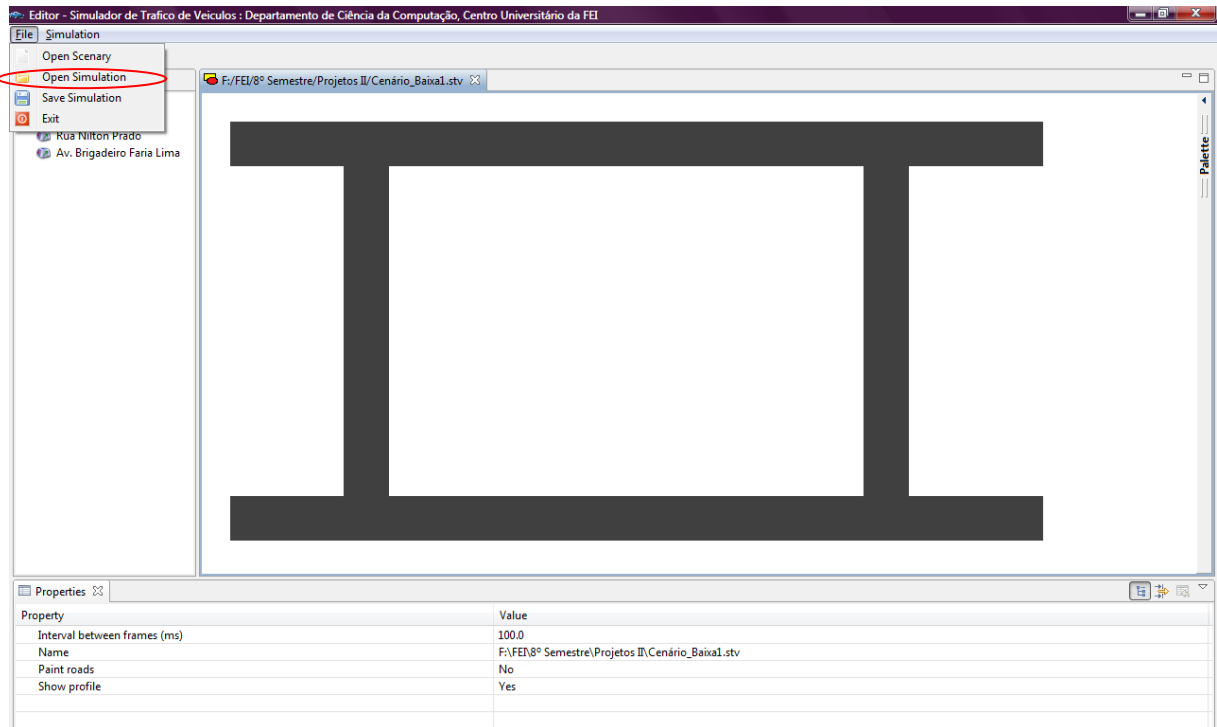 Editor - Simulador de Trafico de Veiculos : Departamento de Ciência da Computação, Centro Universitário da FEI
File Simulation
Open Scenary
Open Simulation
Save Simulation
Exit
F:/FEI/8º Semestre/Projetos II/Cenário_Baixa1.stv
Rua Nilton Prado
Av. Brigadeiro Faria Lima
Palette
Properties
Property Value
Interval between frames (ms) 100.0
Name F:\FEI\8º Semestre\Projetos II\Cenário_Baixa1.stv
Paint roads No
Show profile Yes